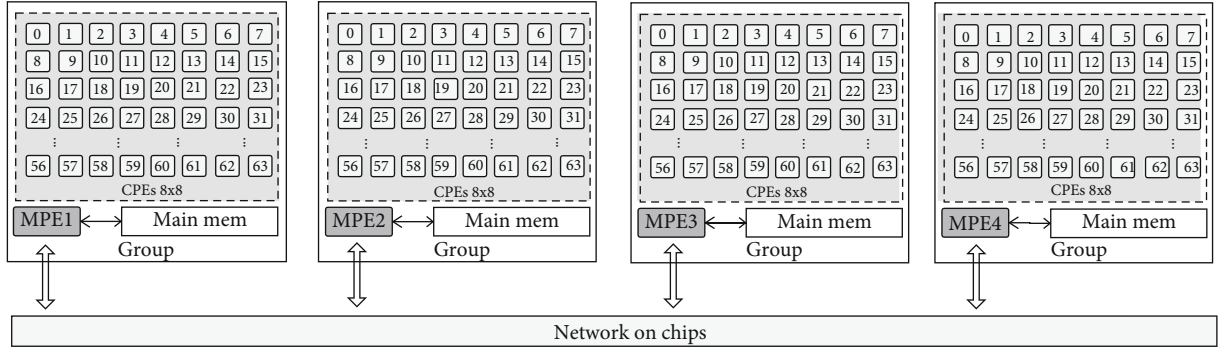 0 1 2 3 4 5 6 7
8 9 10 11 12 13 14 15
16 17 18 19 20 21 22 23
24 25 26 27 28 29 30 31
⋮ ⋮ ⋮
56 57 58 59 60 61 62 63
CPEs 8x8
MPE1
Main mem
Group
0 1 2 3 4 5 6 7
8 9 10 11 12 13 14 15
16 17 18 19 20 21 22 23
24 25 26 27 28 29 30 31
⋮ ⋮ ⋮
56 57 58 59 60 61 62 63
CPEs 8x8
MPE2
Main mem
Group
0 1 2 3 4 5 6 7
8 9 10 11 12 13 14 15
16 17 18 19 20 21 22 23
24 25 26 27 28 29 30 31
⋮ ⋮ ⋮
56 57 58 59 60 61 62 63
CPEs 8x8
MPE3
Main mem
Group
0 1 2 3 4 5 6 7
8 9 10 11 12 13 14 15
16 17 18 19 20 21 22 23
24 25 26 27 28 29 30 31
⋮ ⋮ ⋮
56 57 58 59 60 61 62 63
CPEs 8x8
MPE4
Main mem
Group
Network on chips